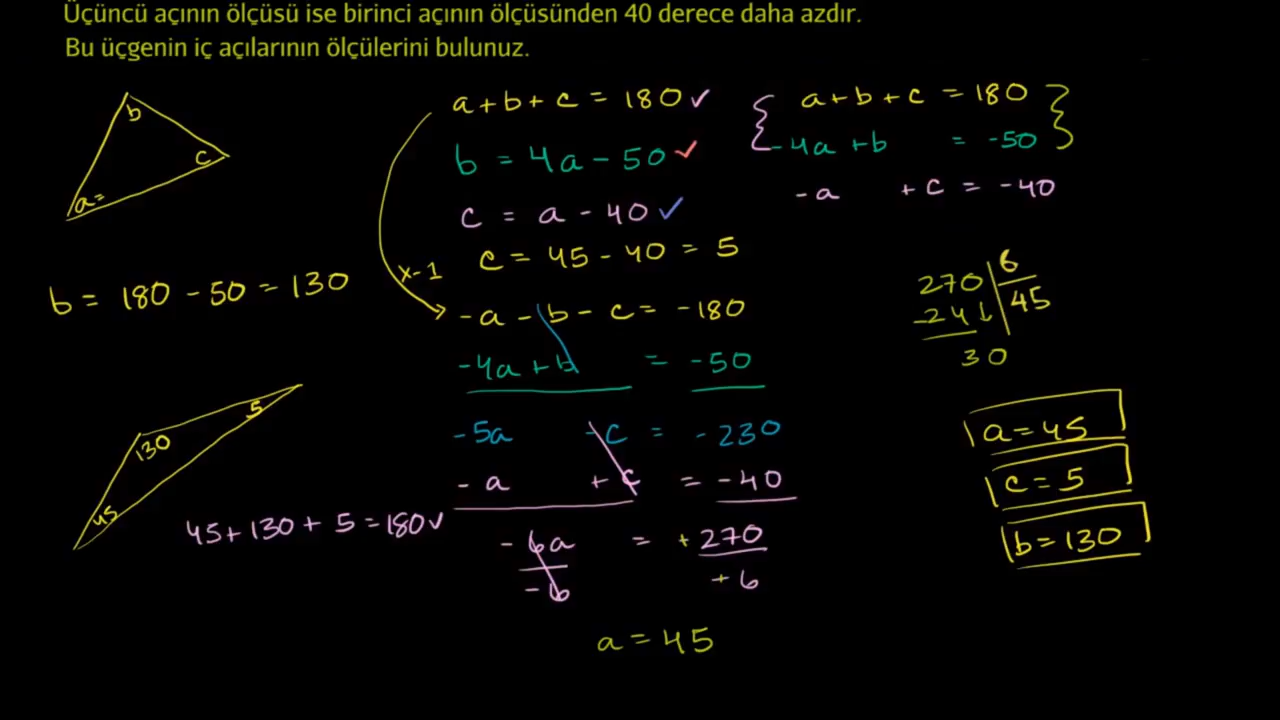 Üçüncü açının ölçüsü ise birinci açının ölçüsünden 40 derece daha azdır.
Bu üçgenin iç açılarının ölçülerini bulunuz.
b
c
a=
b = 180 - 50 = 130
130
5
45
45 + 130 + 5 = 180 ✓
a + b + c = 180 ✓
b = 4a - 50 ✓
c = a - 40 ✓
c = 45 - 40 = 5
x-1
-a - b - c = -180
-4a + b = -50
-5a -c = -230
-a + c = -40
-6a = +270
-6 +6
a = 45
{ a + b + c = 180 }
-4a + b = -50
-a + c = -40
270 6
-24↓ 45
30
a = 45
c = 5
b = 130